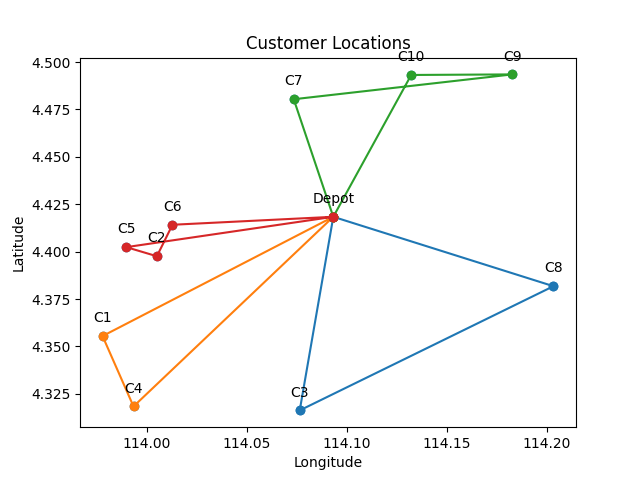 Customer Locations
4.500
4.475
4.450
4.425
4.400
4.375
4.350
4.325
Latitude
C10
C9
C7
Depot
C6
C5
C2
C8
C1
C4
C3
114.00
114.05
114.10
114.15
114.20
Longitude